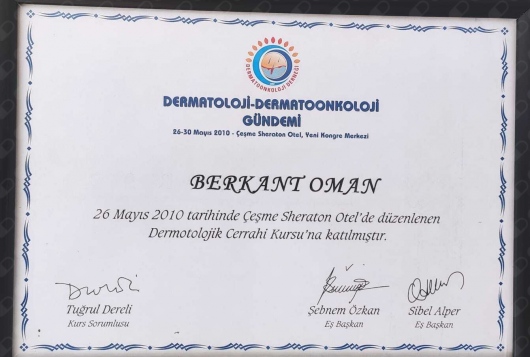 DERMATOONKOLOJİ DERNEĞİ
DERMATOLOJİ-DERMATOONKOLOJİ
GÜNDEMİ
26-30 Mayıs 2010 - Çeşme Sheraton Otel, Yeni Kongre Merkezi
BERKANT OMAN
26 Mayıs 2010 tarihinde Çeşme Sheraton Otel'de düzenlenen
Dermotolojik Cerrahi Kursu'na katılmıştır.
Tuğrul Dereli
Kurs Sorumlusu
Şebnem Özkan
Eş Başkan
Sibel Alper
Eş Başkan